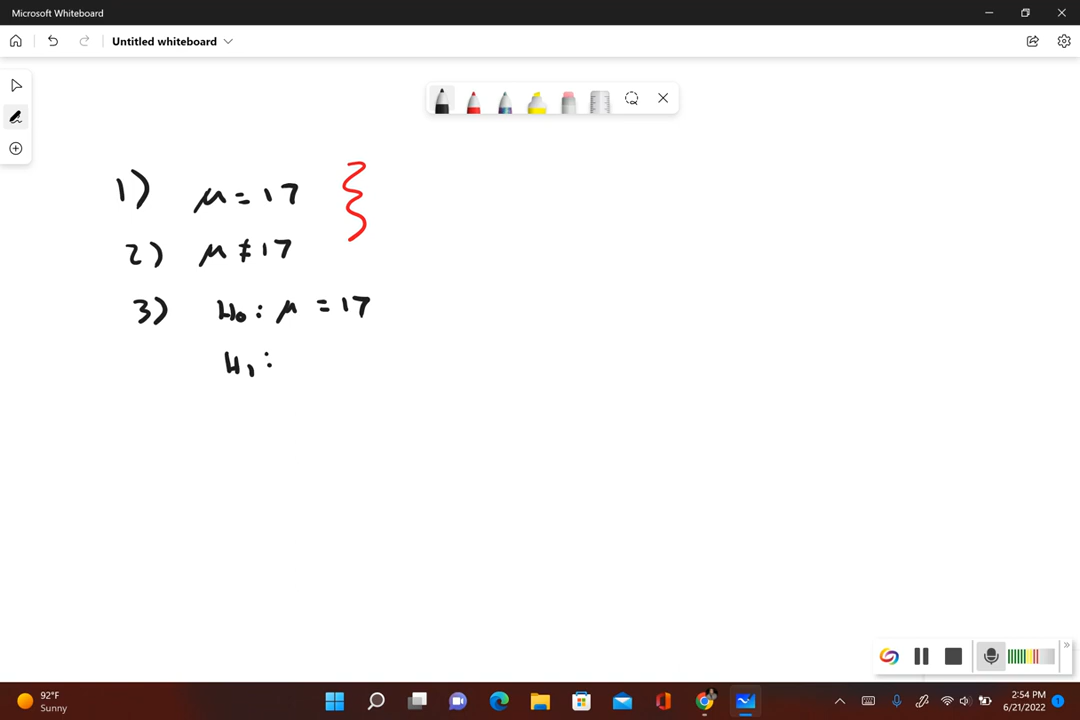 Microsoft Whiteboard
Untitled whiteboard
1) μ = 17
2) μ ≠ 17
3) H₀ : μ = 17
H₁ :
92°F
Sunny
2:54 PM
6/21/2022
1